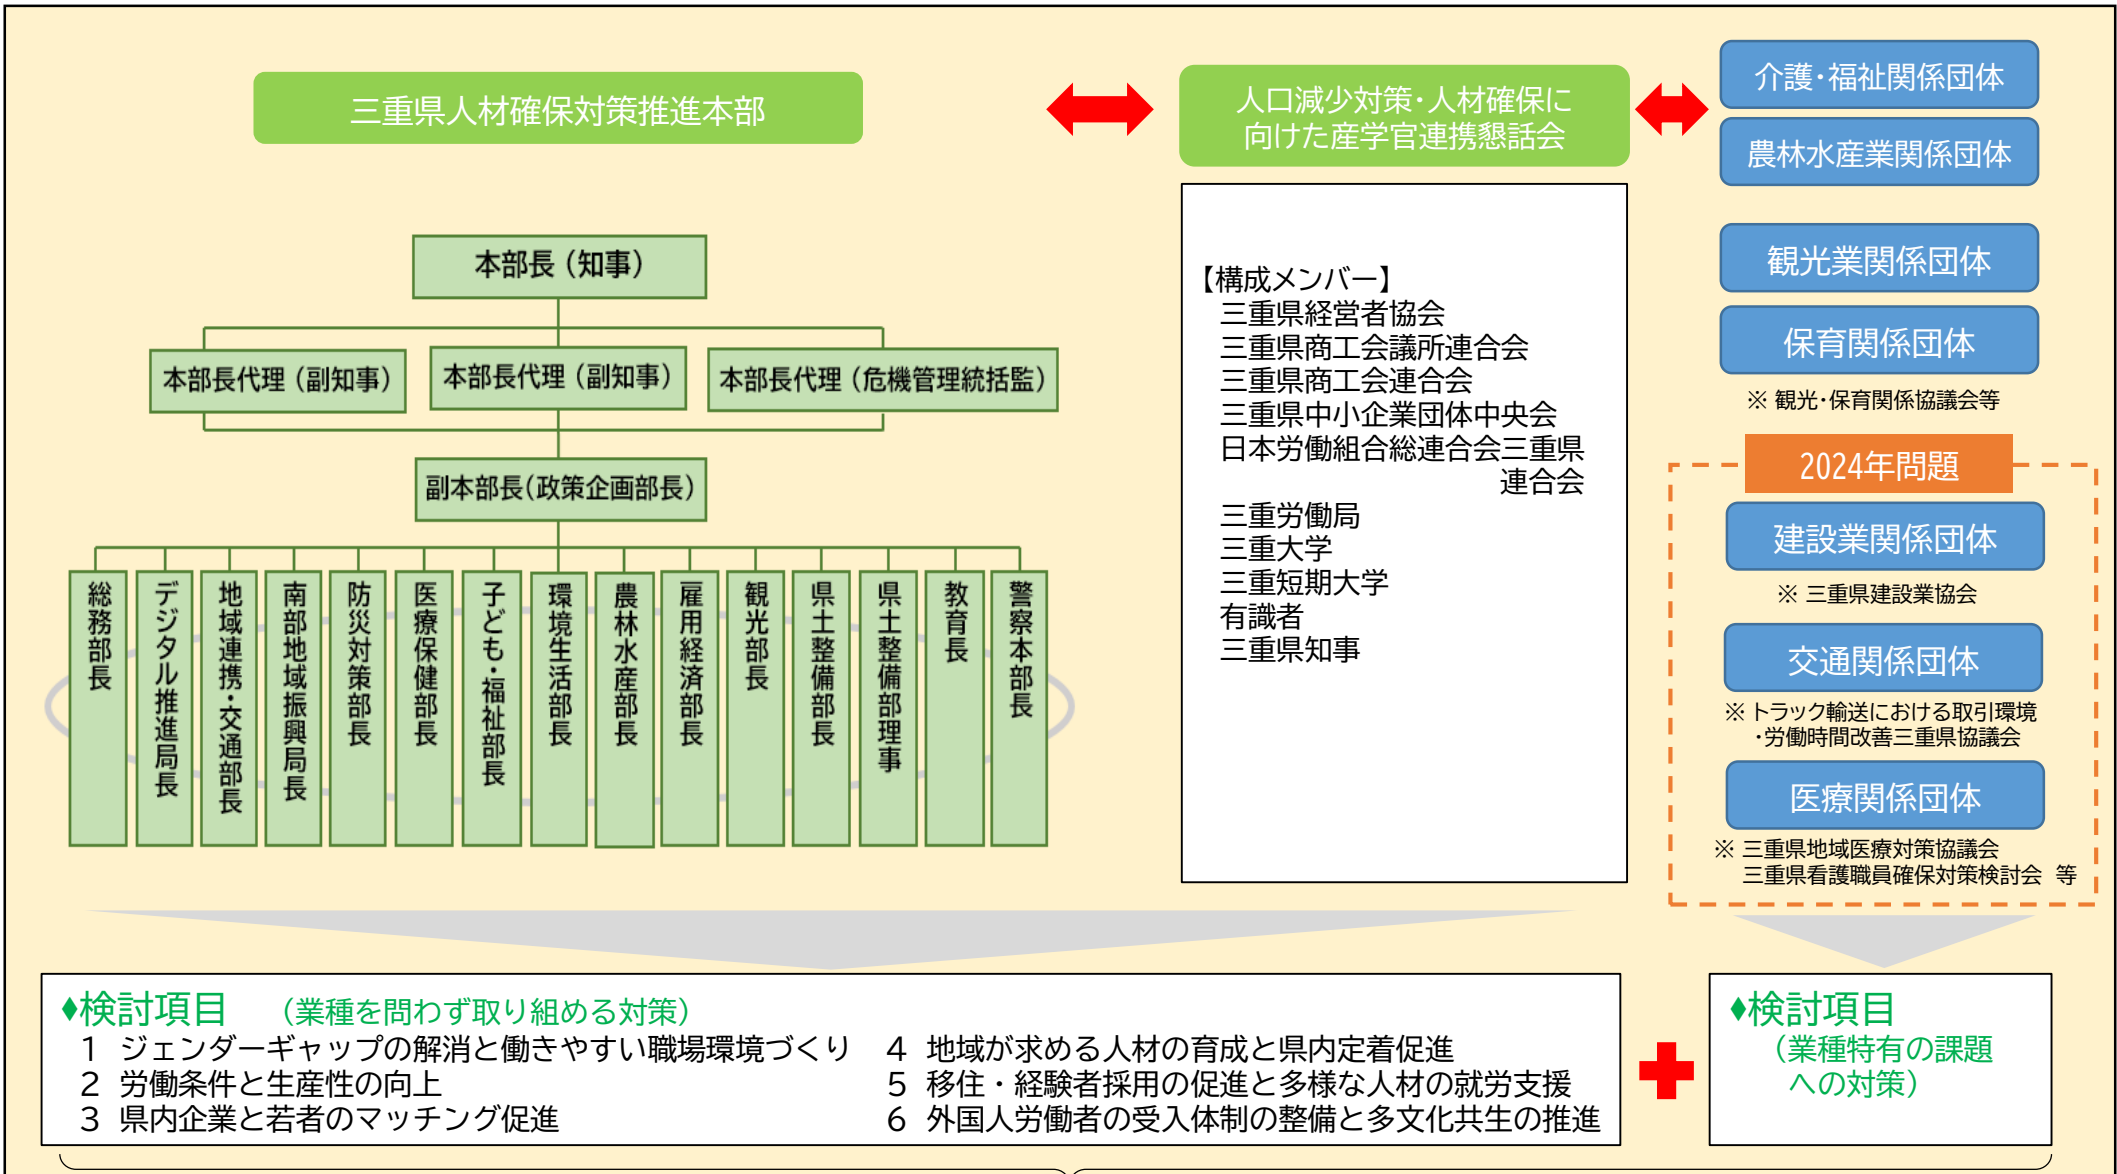 三重県人材確保対策推進本部
本部長（知事）
本部長代理（副知事）
本部長代理（副知事）
本部長代理（危機管理統括監）
副本部長（政策企画部長）
総務部長
デジタル推進局長
地域連携・交通部長
南部地域振興局長
防災対策部長
医療保健部長
子ども・福祉部長
環境生活部長
農林水産部長
雇用経済部長
観光部長
県土整備部長
県土整備部理事
教育長
警察本部長
人口減少対策・人材確保に
向けた産学官連携懇話会
【構成メンバー】
三重県経営者協会
三重県商工会議所連合会
三重県商工会連合会
三重県中小企業団体中央会
日本労働組合総連合会三重県
連合会
三重労働局
三重大学
三重短期大学
有識者
三重県知事
介護・福祉関係団体
農林水産業関係団体
観光業関係団体
保育関係団体
※ 観光・保育関係協議会等
2024年問題
建設業関係団体
※ 三重県建設業協会
交通関係団体
※ トラック輸送における取引環境
・労働時間改善三重県協議会
医療関係団体
※ 三重県地域医療対策協議会
三重県看護職員確保対策検討会 等
♦検討項目 （業種を問わず取り組める対策）
1 ジェンダーギャップの解消と働きやすい職場環境づくり
2 労働条件と生産性の向上
3 県内企業と若者のマッチング促進
4 地域が求める人材の育成と県内定着促進
5 移住・経験者採用の促進と多様な人材の就労支援
6 外国人労働者の受入体制の整備と多文化共生の推進
♦検討項目
（業種特有の課題
への対策）